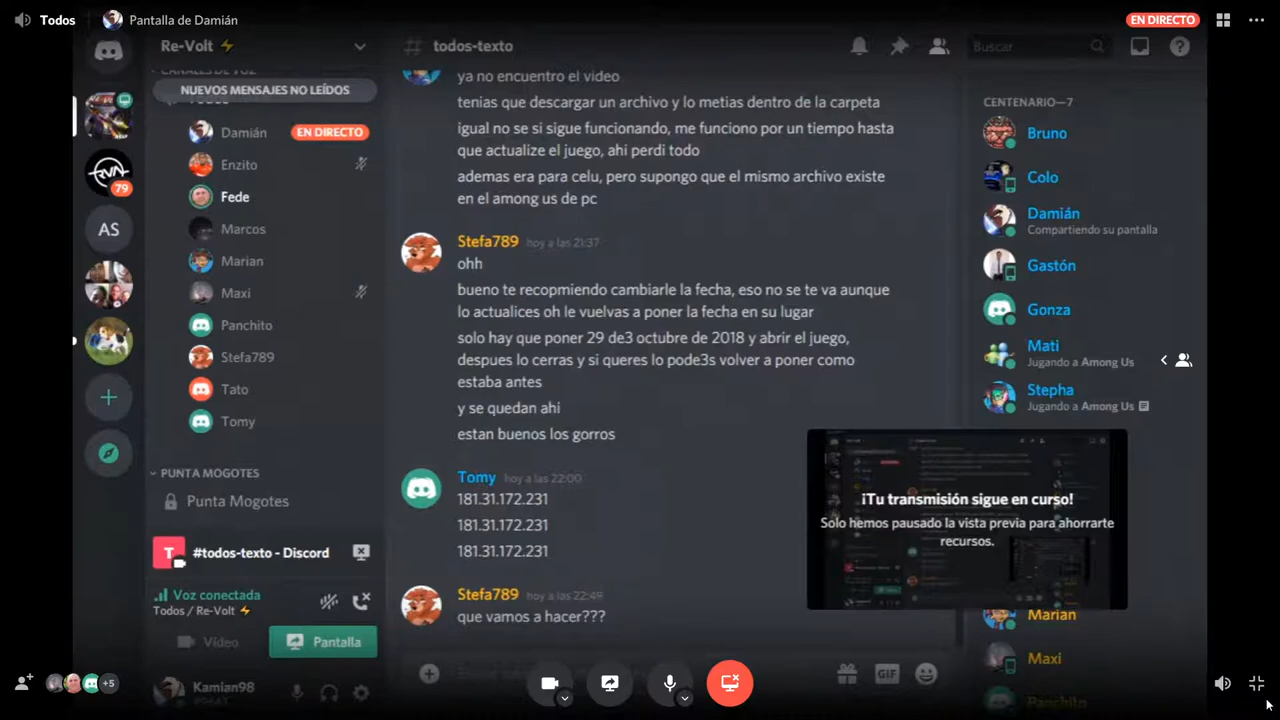 Todos
Pantalla de Damián
EN DIRECTO
Re-Volt
todos-texto
Buscar
NUEVOS MENSAJES NO LEÍDOS
Damián
EN DIRECTO
Enzito
Fede
Marcos
Marian
Maxi
Panchito
Stefa789
Tato
Tomy
PUNTA MOGOTES
Punta Mogotes
#todos-texto - Discord
Voz conectada
Todos / Re-Volt
Vídeo
Pantalla
Kamian98
79
AS
T
+5
ya no encuentro el video
tenias que descargar un archivo y lo metias dentro de la carpeta
igual no se si sigue funcionando, me funciono por un tiempo hasta
que actualize el juego, ahi perdi todo
ademas era para celu, pero supongo que el mismo archivo existe
en el among us de pc
Stefa789 hoy a las 21:37
ohh
bueno te recopmiendo cambiarle la fecha, eso no se te va aunque
lo actualices oh le vuelvas a poner la fecha en su lugar
solo hay que poner 29 de3 octubre de 2018 y abrir el juego,
despues lo cerras y si queres lo pode3s volver a poner como
estaba antes
y se quedan ahi
estan buenos los gorros
Tomy hoy a las 22:00
181.31.172.231
181.31.172.231
181.31.172.231
Stefa789 hoy a las 22:49
que vamos a hacer???
GIF
CENTENARIO—7
Bruno
Colo
Damián
Compartiendo su pantalla
Gastón
Gonza
Mati
Jugando a Among Us
Stepha
Jugando a Among Us
¡Tu transmisión sigue en curso!
Solo hemos pausado la vista previa para ahorrarte
recursos.
Marian
Maxi
Panchito